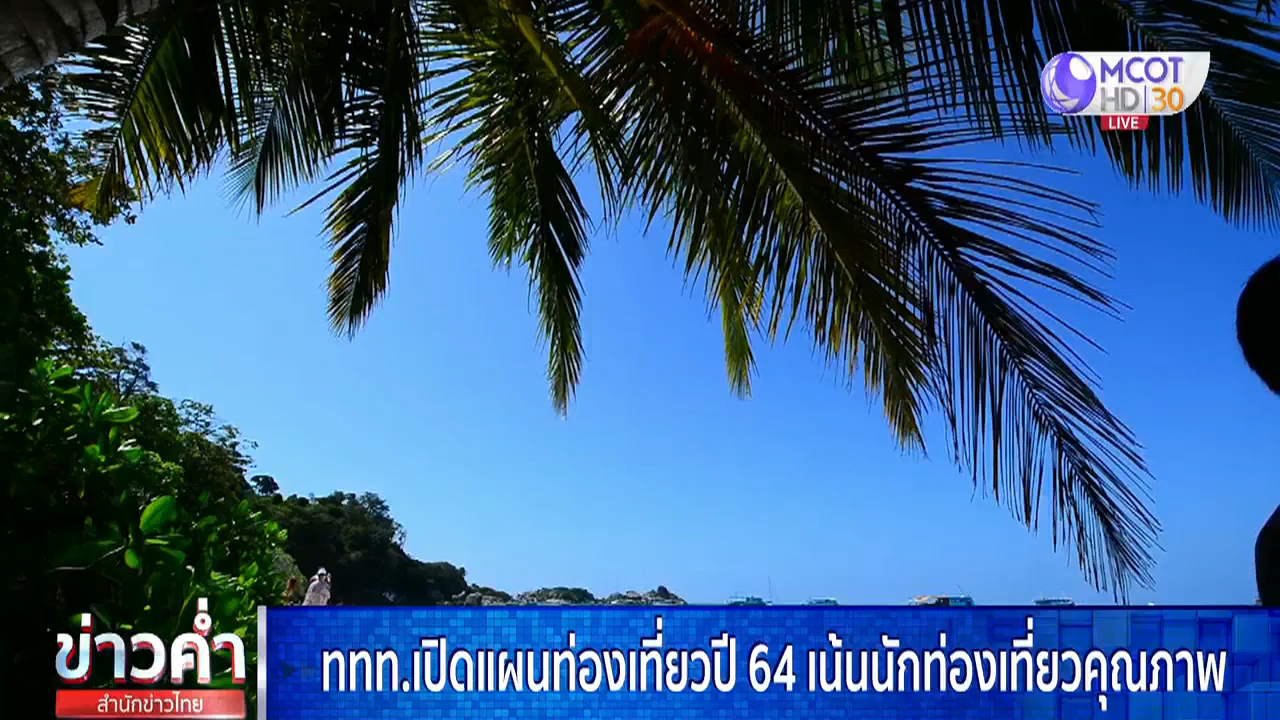 MCOT
HD 30
LIVE
ททท.เปิดแผนท่องเที่ยวปี 64 เน้นนักท่องเที่ยวคุณภาพ
ข่าวค่ำ
สำนักข่าวไทย